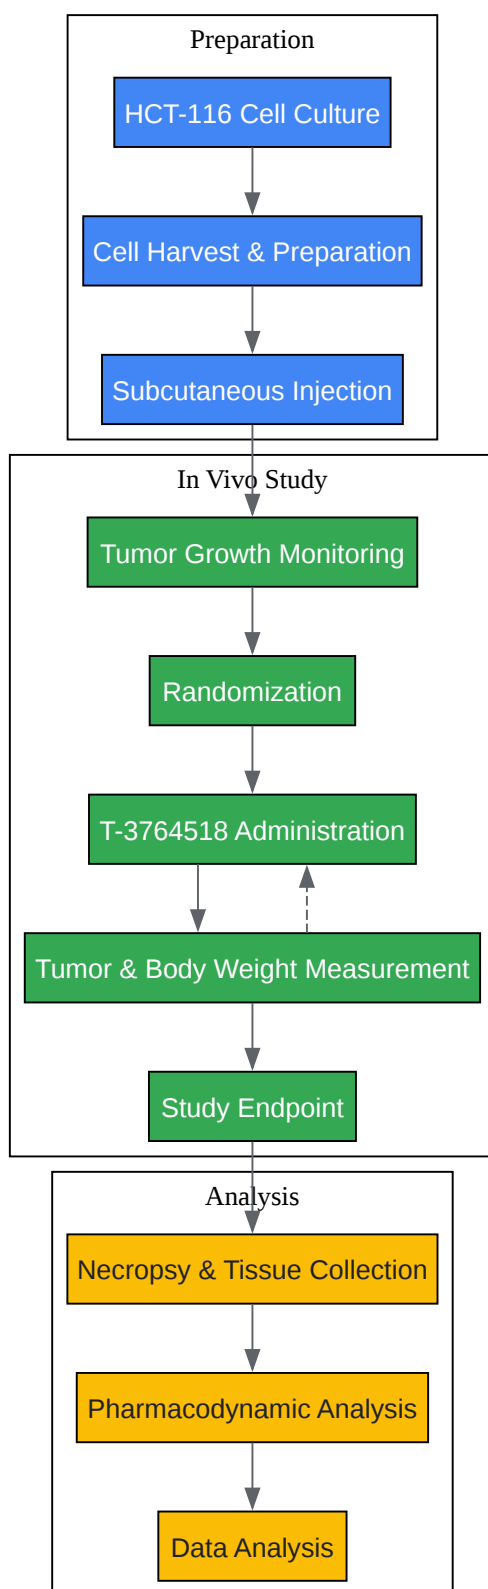 Preparation
HCT-116 Cell Culture
Cell Harvest & Preparation
Subcutaneous Injection
In Vivo Study
Tumor Growth Monitoring
Randomization
T-3764518 Administration
Tumor & Body Weight Measurement
Study Endpoint
Analysis
Necropsy & Tissue Collection
Pharmacodynamic Analysis
Data Analysis